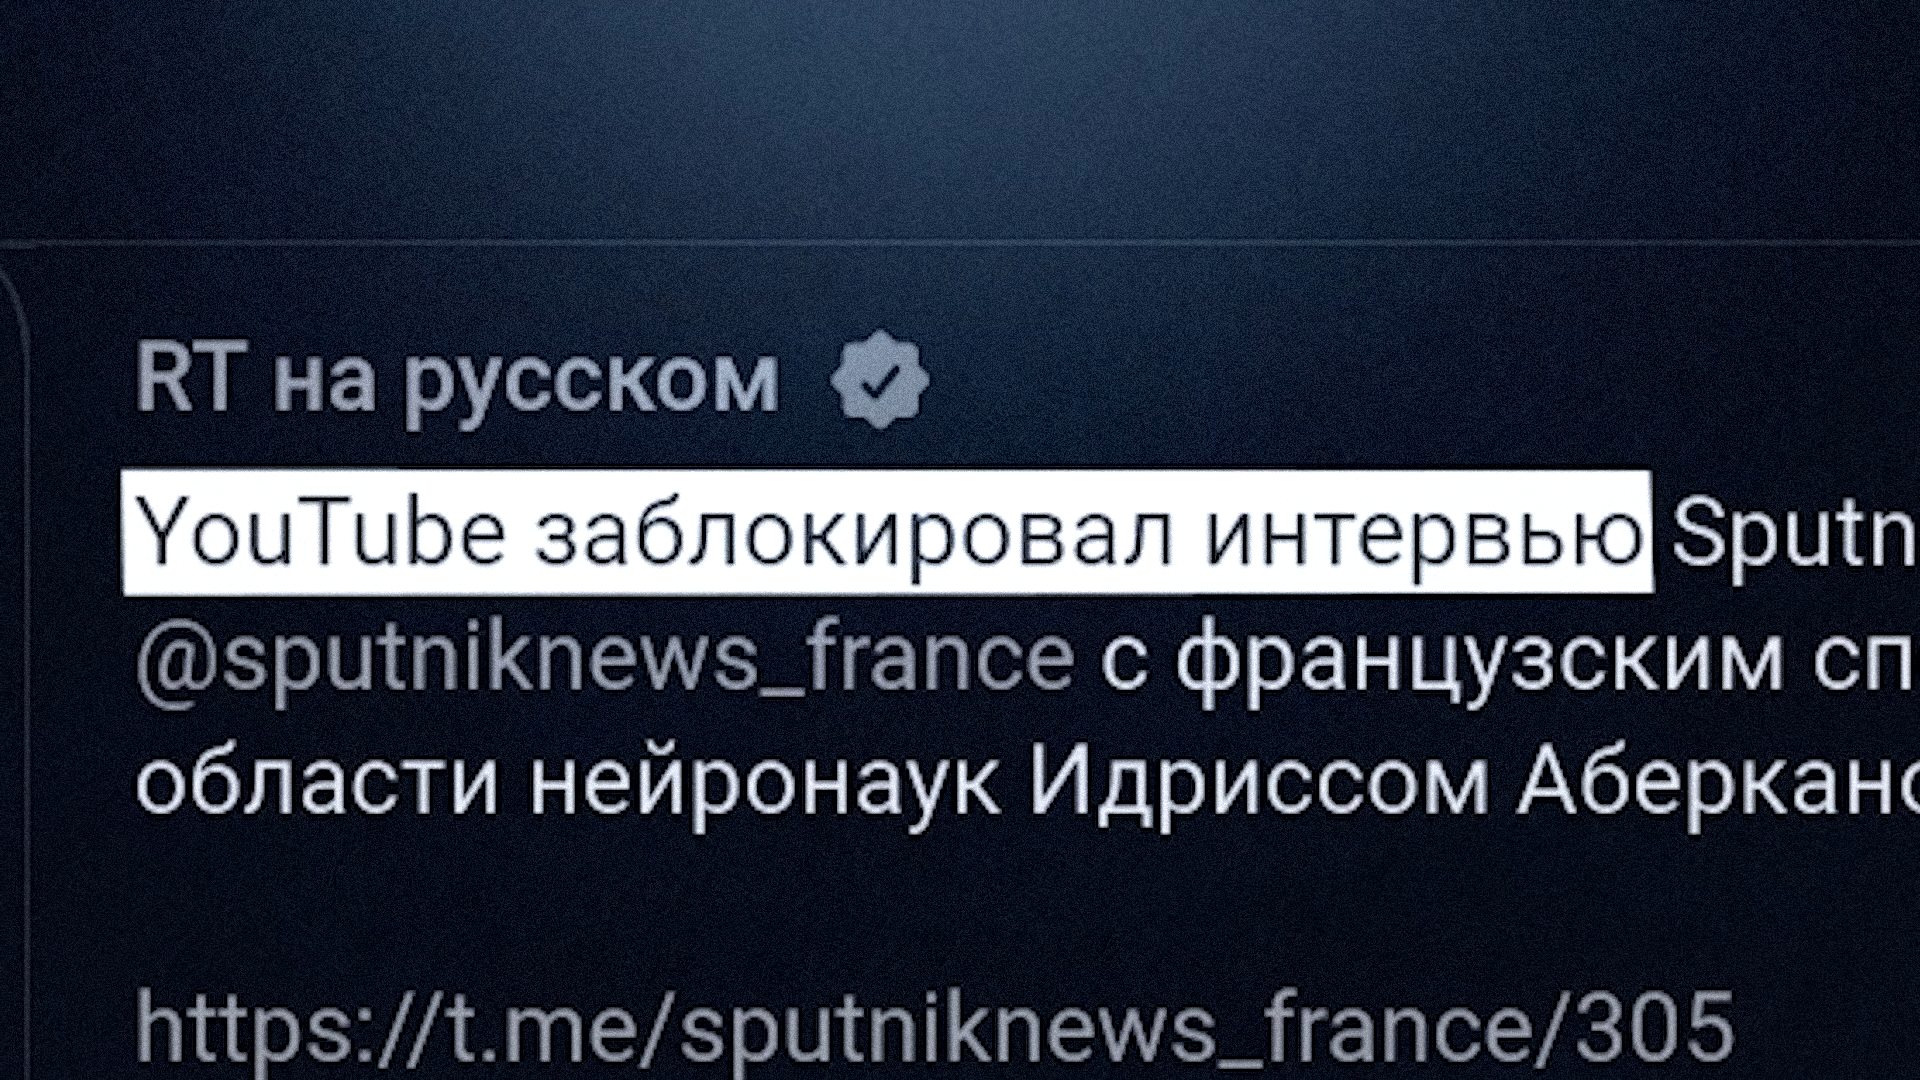 RT на русском
YouTube заблокировал интервью
@sputniknews_france с французским
области нейронаук Идриссом
https://t.me/sputniknews_france/305